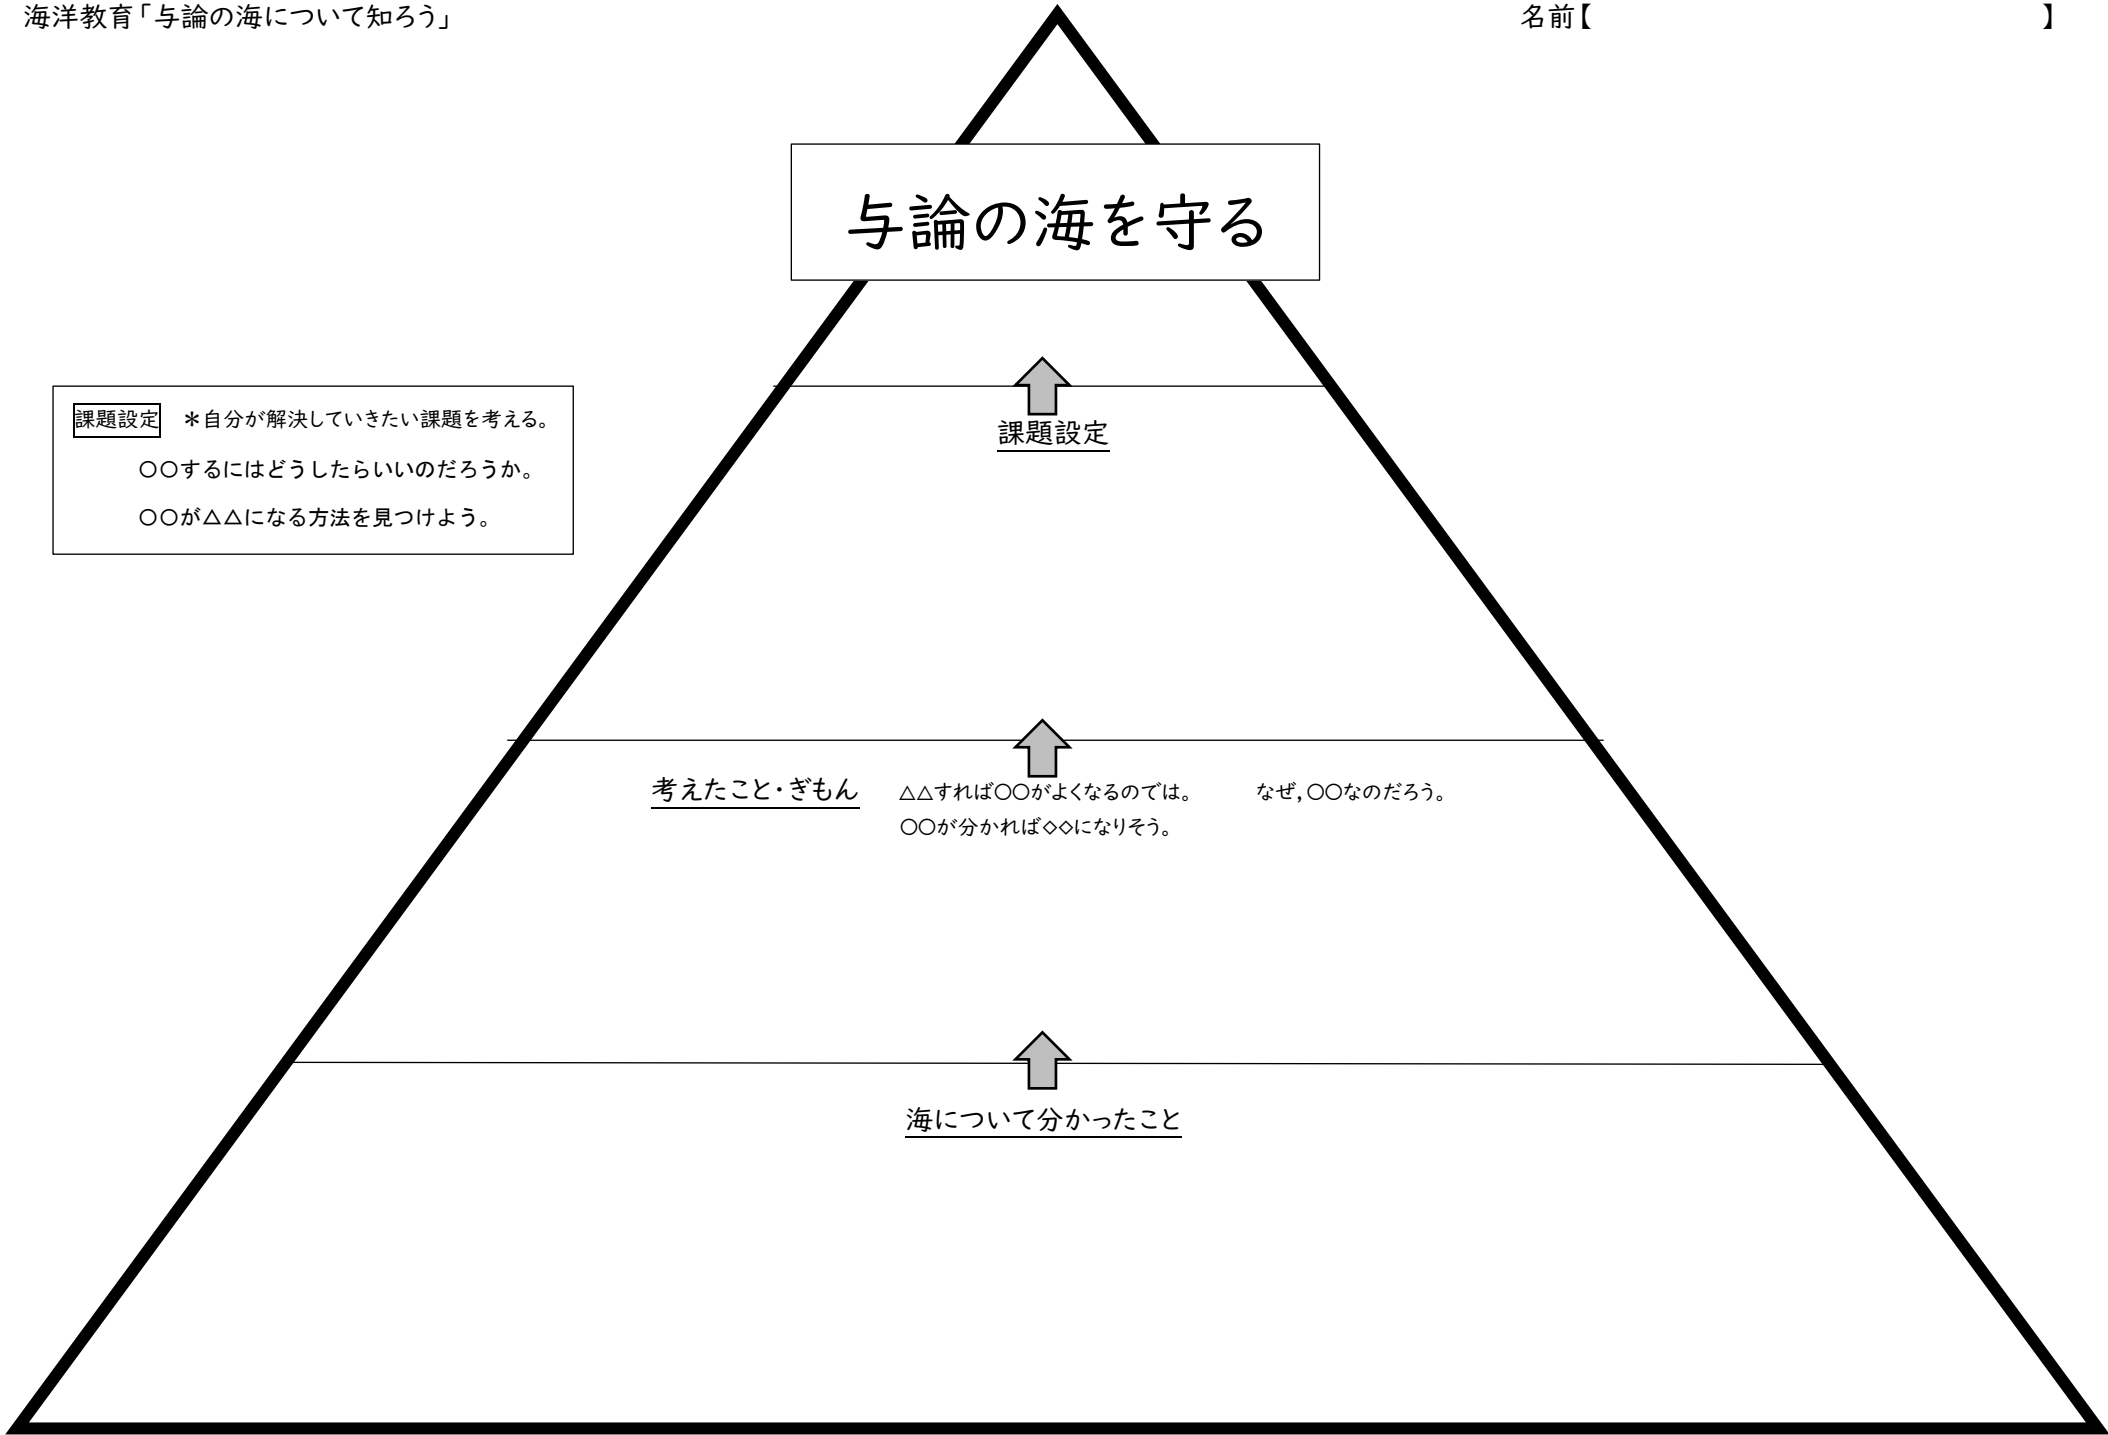 海洋教育「与論の海について知ろう」
名前【 】
与論の海を守る
課題設定 ＊自分が解決していきたい課題を考える。
〇〇するにはどうしたらいいのだろうか。
〇〇が△△になる方法を見つけよう。
課題設定
考えたこと・ぎもん △△すれば〇〇がよくなるのでは。 なぜ，〇〇なのだろう。
〇〇が分かれば◇◇になりそう。
海について分かったこと